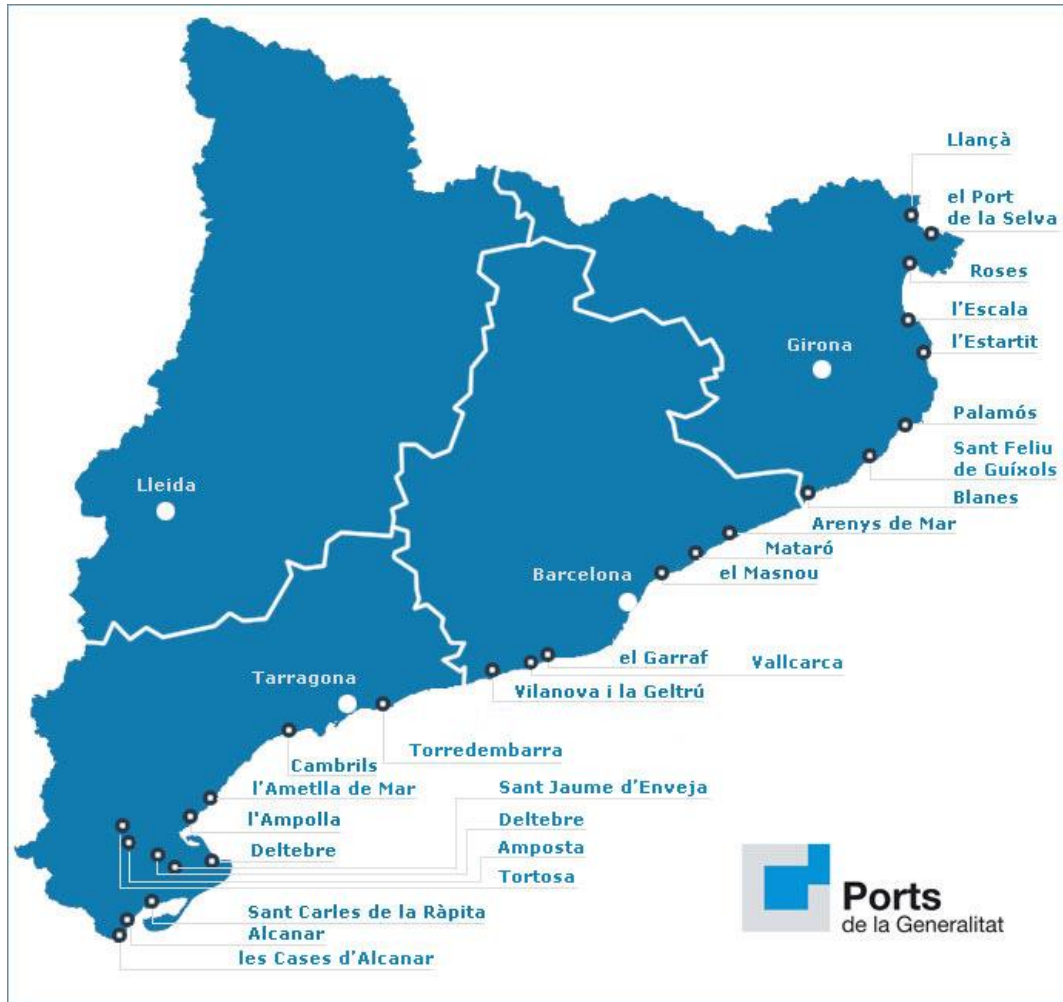 Llançà
el Port
de la Selva
Roses
l'Escala
Girona
l'Estartit
Palamós
Sant Feliu
de Guíxols
Lleida
Blanes
Arenys de Mar
Mataró
Barcelona
el Masnou
el Garraf
Vallcarca
Tarragona
Vilanova i la Geltrú
Torredembarra
Cambrils
l'Ametlla de Mar
Sant Jaume d'Enveja
l'Ampolla
Deltebre
Deltebre
Amposta
Tortosa
Sant Carles de la Ràpita
Alcanar
les Cases d'Alcanar
Ports
de la Generalitat